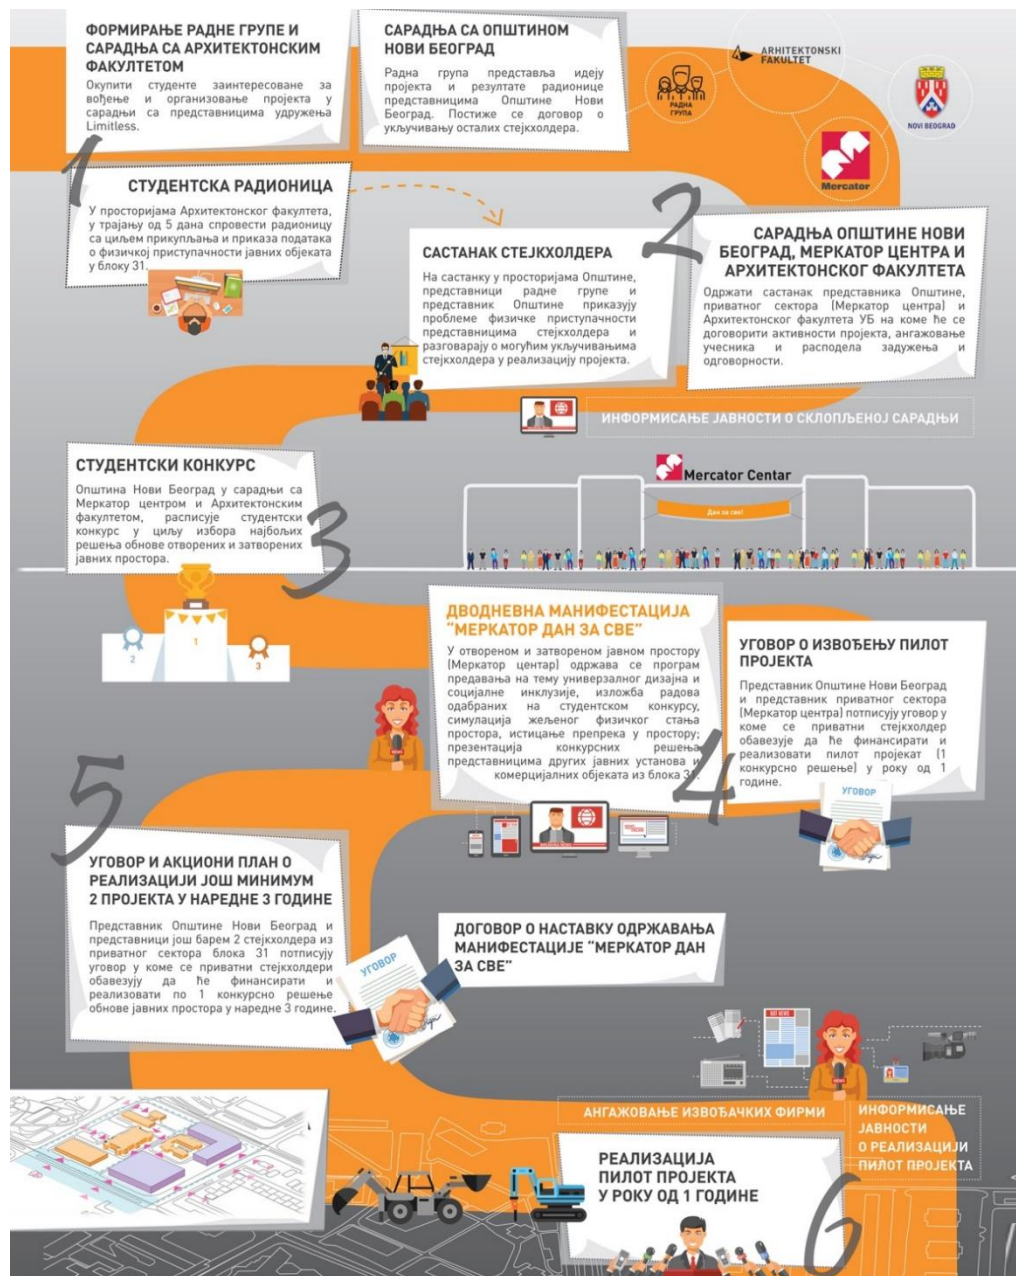 ФОРМИРАЊЕ РАДНЕ ГРУПЕ И
САРАДЊА СА АРХИТЕКТОНСКИМ
ФАКУЛТЕТОМ
Окупити студенте заинтересоване за
вођење и организовање пројекта у
сарадњи са представницима удружења
Limitless.
САРАДЊА СА ОПШТИНОМ
НОВИ БЕОГРАД
Радна група представља идеју
пројекта и резултате радионице
представницима Општине Нови
Београд. Постиже се договор о
укључивању осталих стејкхолдера.
РАДНА
ГРУПА
ARHITEKTONSKI
FAKULTET
NOVI BEOGRAD
Mercator
1
СТУДЕНТСКА РАДИОНИЦА
У просторијама Архитектонског факултета,
у трајању од 5 дана спровести радионицу
са циљем прикупљања и приказа података
о физичкој приступачности јавних објеката
у блоку 31.
САСТАНАК СТЕЈКХОЛДЕРА
На састанку у просторијама Општине,
представници радне групе и
представник Општине приказују
проблеме физичке приступачности
представницима стејкхолдера и
разговарају о могућим укључивањима
стејкхолдера у реализацију пројекта.
2
САРАДЊА ОПШТИНЕ НОВИ
БЕОГРАД, МЕРКАТОР ЦЕНТРА И
АРХИТЕКТОНСКОГ ФАКУЛТЕТА
Одржати састанак представника Општине,
приватног сектора (Меркатор центра) и
Архитектонског факултета УБ на коме ће се
договорити активности пројекта, ангажовање
учесника и расподела задужења и
одговорности.
ИНФОРМИСАЊЕ ЈАВНОСТИ О СКЛОПЉЕНОЈ САРАДЊИ
СТУДЕНТСКИ КОНКУРС
Општина Нови Београд у сарадњи са
Меркатор центром и Архитектонским
факултетом, расписује студентски
конкурс у циљу избора најбољих
решења обнове отворених и затворених
јавних простора.
3
Mercator Centar
Дан за све!
1
2
3
ДВОДНЕВНА МАНИФЕСТАЦИЈА
“МЕРКАТОР ДАН ЗА СВЕ”
У отвореном и затвореном јавном простору
(Меркатор центар) одржава се програм
предавања на тему универзалног дизајна и
социјалне инклузије, изложба радова
одабраних на студентском конкурсу,
симулација жељеног физичког стања
простора, истицање препрека у простору;
презентација конкурсних решења
представницима других јавних установа и
комерцијалних објеката из блока 31.
4
УГОВОР О ИЗВОЂЕЊУ ПИЛОТ
ПРОЈЕКТА
Представник Општине Нови Београд
и представник приватног сектора
(Меркатор центра) потписују уговор у
коме се приватни стејкхолдер
обавезује да ће финансирати и
реализовати пилот пројекат (1
конкурсно решење) у року од 1
године.
УГОВОР
NEWS
5
УГОВОР И АКЦИОНИ ПЛАН О
РЕАЛИЗАЦИЈИ ЈОШ МИНИМУМ
2 ПРОЈЕКТА У НАРЕДНЕ 3 ГОДИНЕ
Представник Општине Нови Београд и
представници још барем 2 стејкхолдера из
приватног сектора блока 31 потписују
уговор у коме се приватни стејкхолдери
обавезују да ће финансирати и
реализовати по 1 конкурсно решење
обнове јавних простора у наредне 3 године.
УГОВОР
ДОГОВОР О НАСТАВКУ ОДРЖАВАЊА
МАНИФЕСТАЦИЈЕ “МЕРКАТОР ДАН
ЗА СВЕ”
HOT NEWS
NEWS
АНГАЖОВАЊЕ ИЗВОЂАЧКИХ ФИРМИ
ИНФОРМИСАЊЕ
ЈАВНОСТИ
О РЕАЛИЗАЦИЈИ
ПИЛОТ ПРОЈЕКТА
РЕАЛИЗАЦИЈА
ПИЛОТ ПРОЈЕКТА
У РОКУ ОД 1 ГОДИНЕ
6